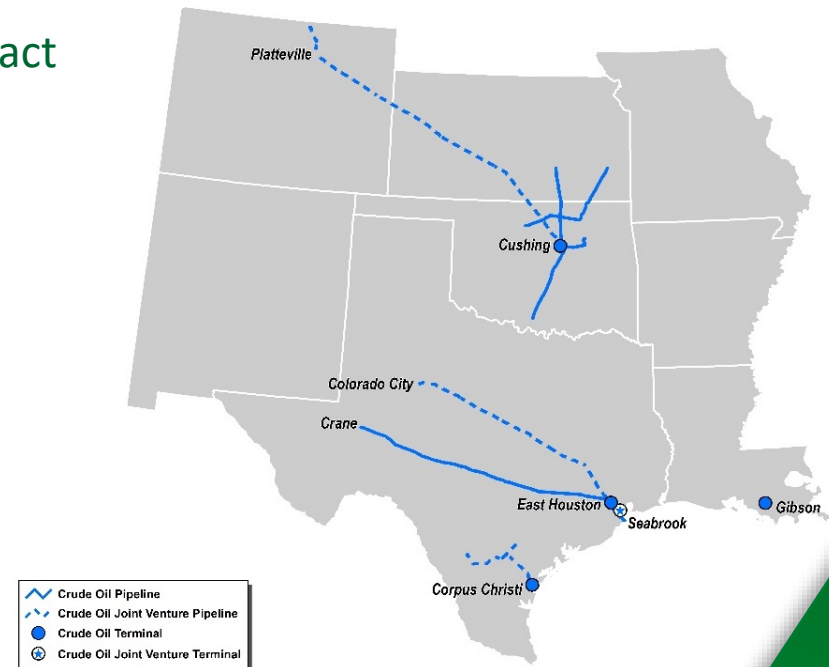 act
Platteville
Cushing
Colorado City
Crane
East Houston
Gibson
Seabrook
Corpus Christi
Crude Oil Pipeline
Crude Oil Joint Venture Pipeline
Crude Oil Terminal
Crude Oil Joint Venture Terminal